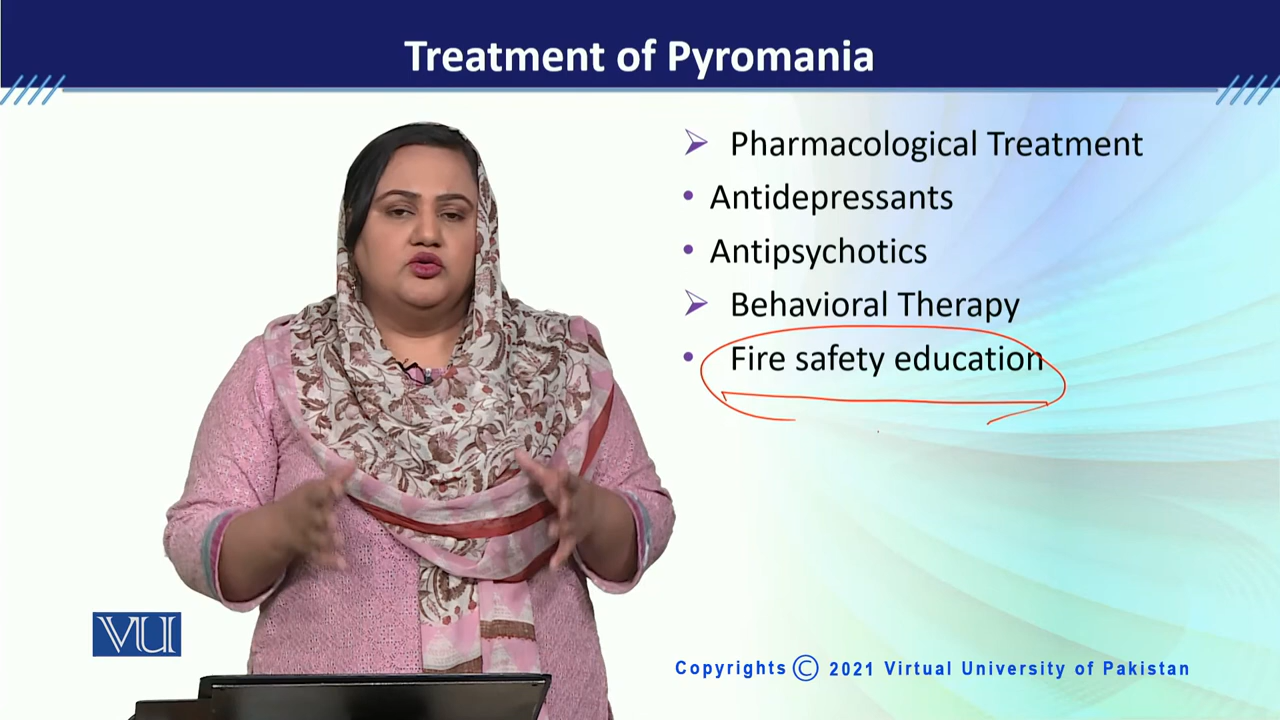 Treatment of Pyromania
➢ Pharmacological Treatment
• Antidepressants
• Antipsychotics
➢ Behavioral Therapy
• Fire safety education
VU
Copyrights © 2021 Virtual University of Pakistan